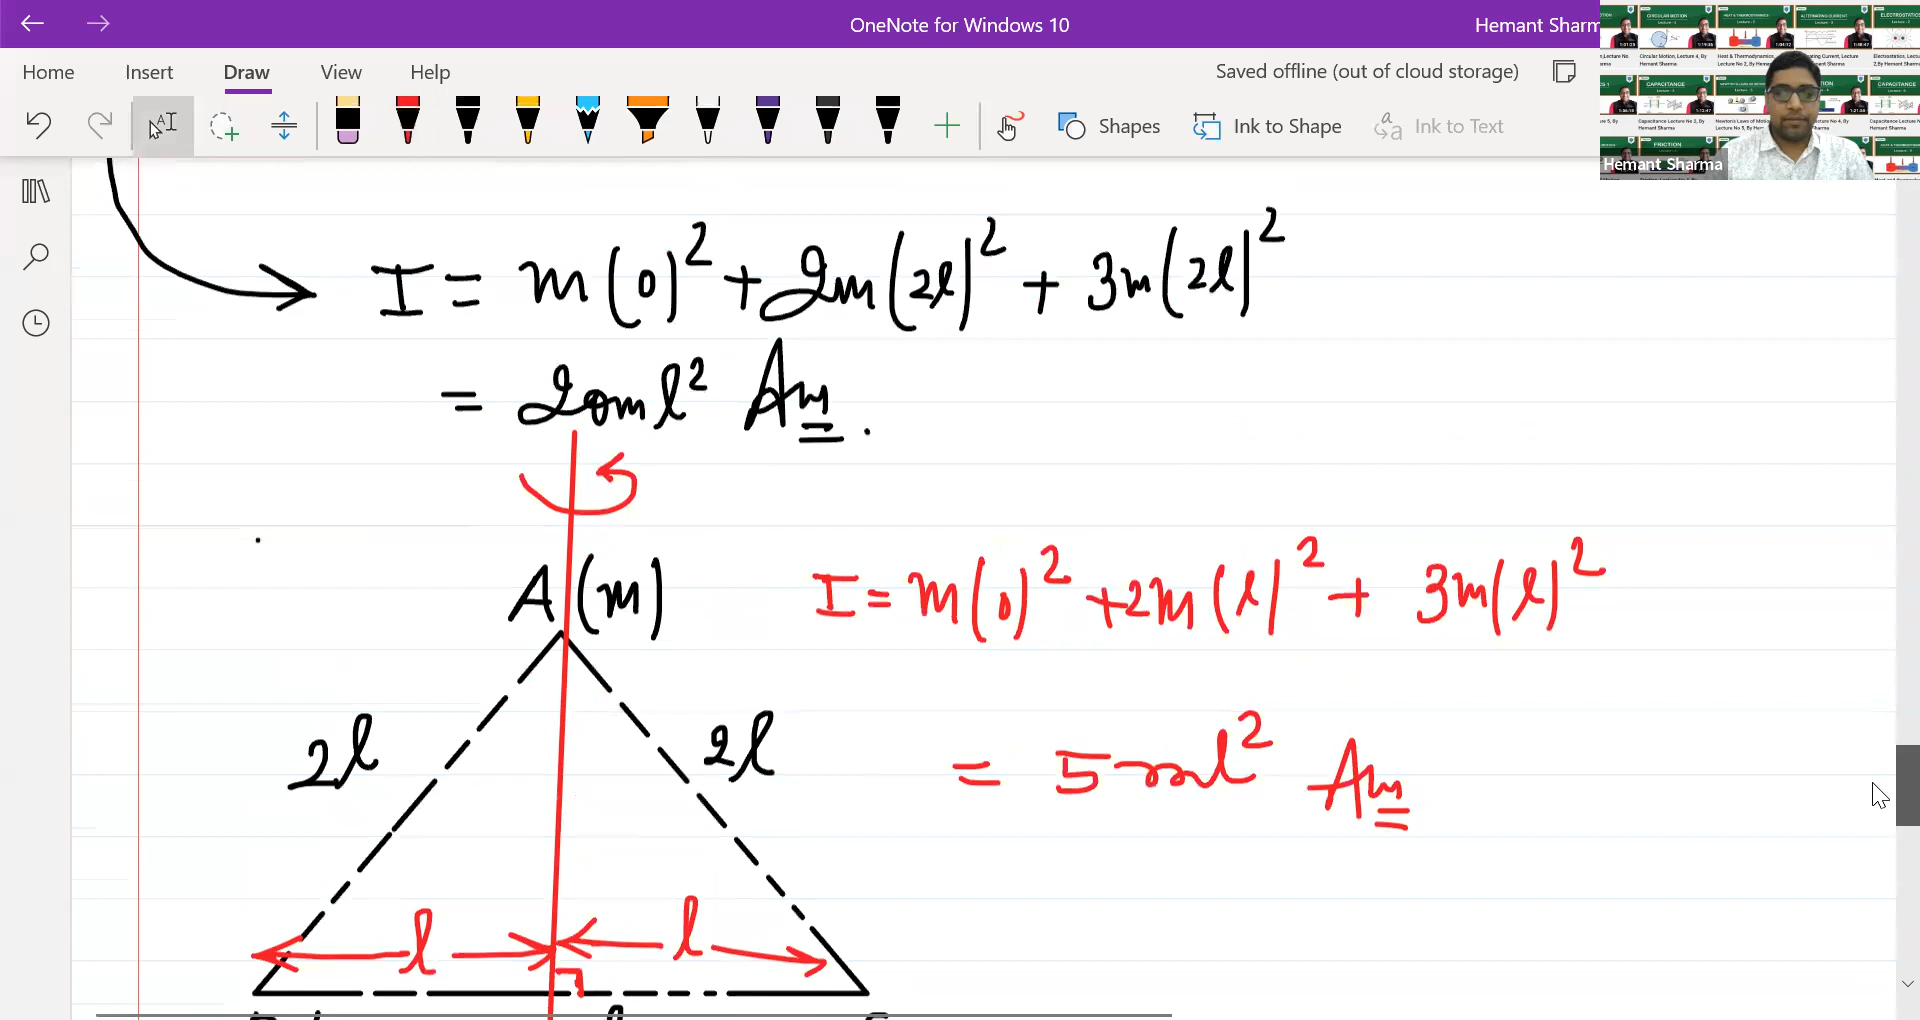 OneNote for Windows 10
Hemant Sharm
Home Insert Draw View Help
Saved offline (out of cloud storage)
Shapes Ink to Shape Ink to Text
Hemant Sharma
I = m(0)² + 2m(2l)² + 3m(2l)²
= 20ml² Ans.
A(m)
I = m(0)² + 2m(l)² + 3m(l)²
2l 2l
= 5ml² Ans
l l